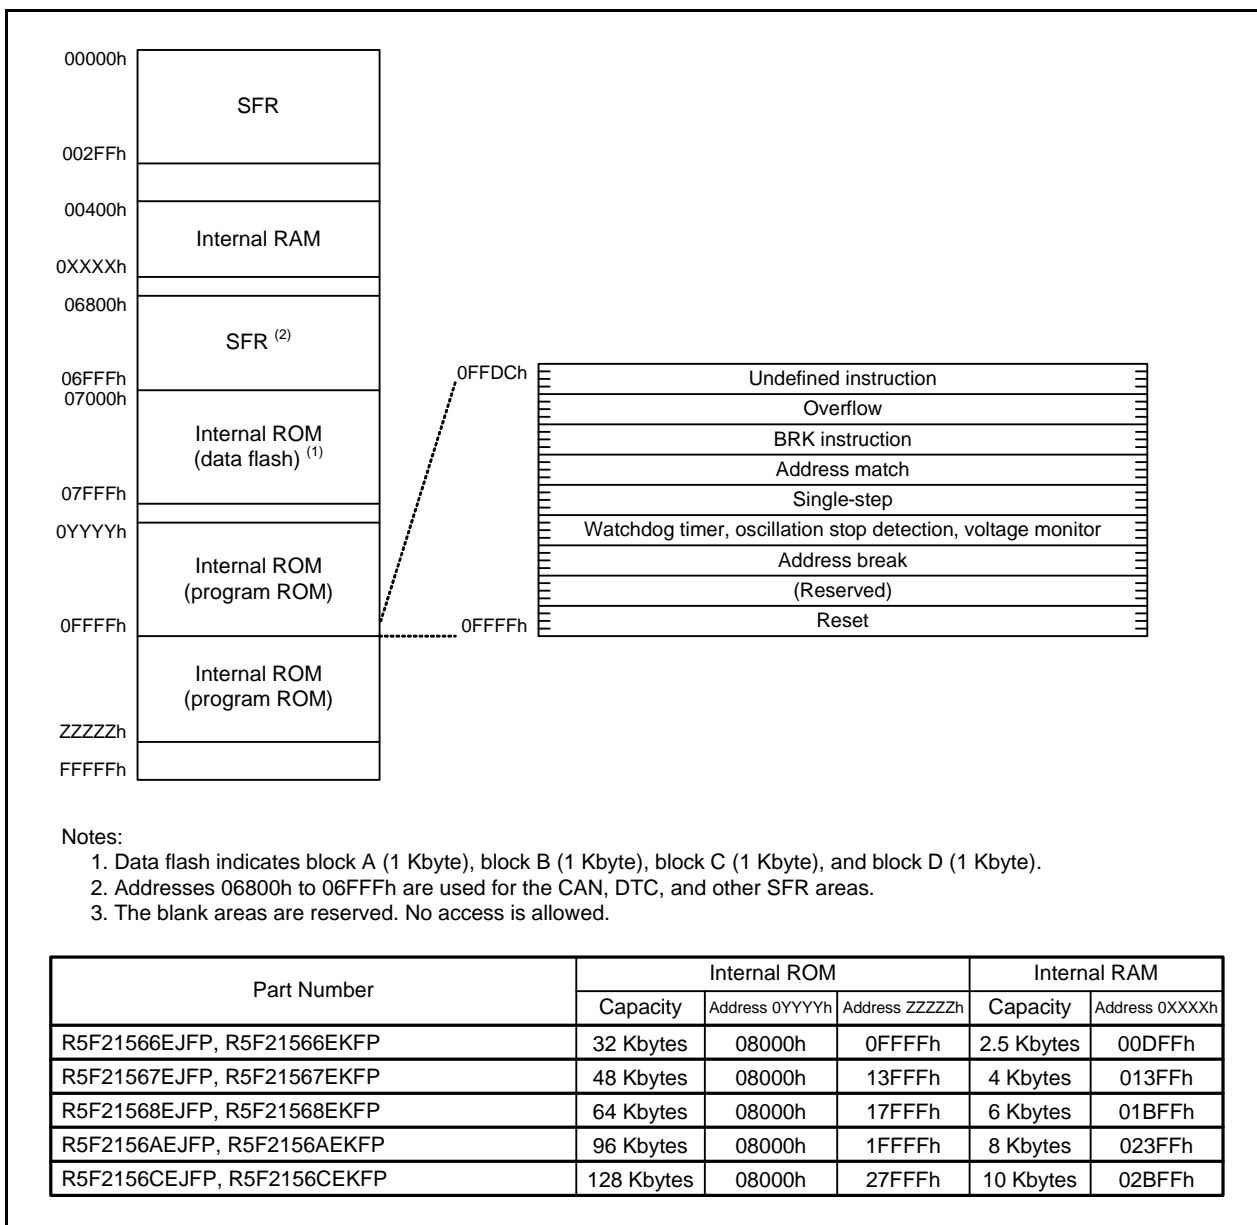 00000h
SFR
002FFh
00400h
Internal RAM
0XXXXh
06800h
SFR (2)
06FFFh
07000h
Internal ROM
(data flash) (1)
07FFFh
0YYYYh
Internal ROM
(program ROM)
0FFFFh
Internal ROM
(program ROM)
ZZZZZh
FFFFFh
0FFDCh
Undefined instruction
Overflow
BRK instruction
Address match
Single-step
Watchdog timer, oscillation stop detection, voltage monitor
Address break
(Reserved)
0FFFFh
Reset
Notes:
1. Data flash indicates block A (1 Kbyte), block B (1 Kbyte), block C (1 Kbyte), and block D (1 Kbyte).
2. Addresses 06800h to 06FFFh are used for the CAN, DTC, and other SFR areas.
3. The blank areas are reserved. No access is allowed.
Part Number Internal ROM Internal RAM
Capacity Address 0YYYYh Address ZZZZZh Capacity Address 0XXXXh
R5F21566EJFP, R5F21566EKFP 32 Kbytes 08000h 0FFFFh 2.5 Kbytes 00DFFh
R5F21567EJFP, R5F21567EKFP 48 Kbytes 08000h 13FFFh 4 Kbytes 013FFh
R5F21568EJFP, R5F21568EKFP 64 Kbytes 08000h 17FFFh 6 Kbytes 01BFFh
R5F2156AEJFP, R5F2156AEKFP 96 Kbytes 08000h 1FFFFh 8 Kbytes 023FFh
R5F2156CEJFP, R5F2156CEKFP 128 Kbytes 08000h 27FFFh 10 Kbytes 02BFFh